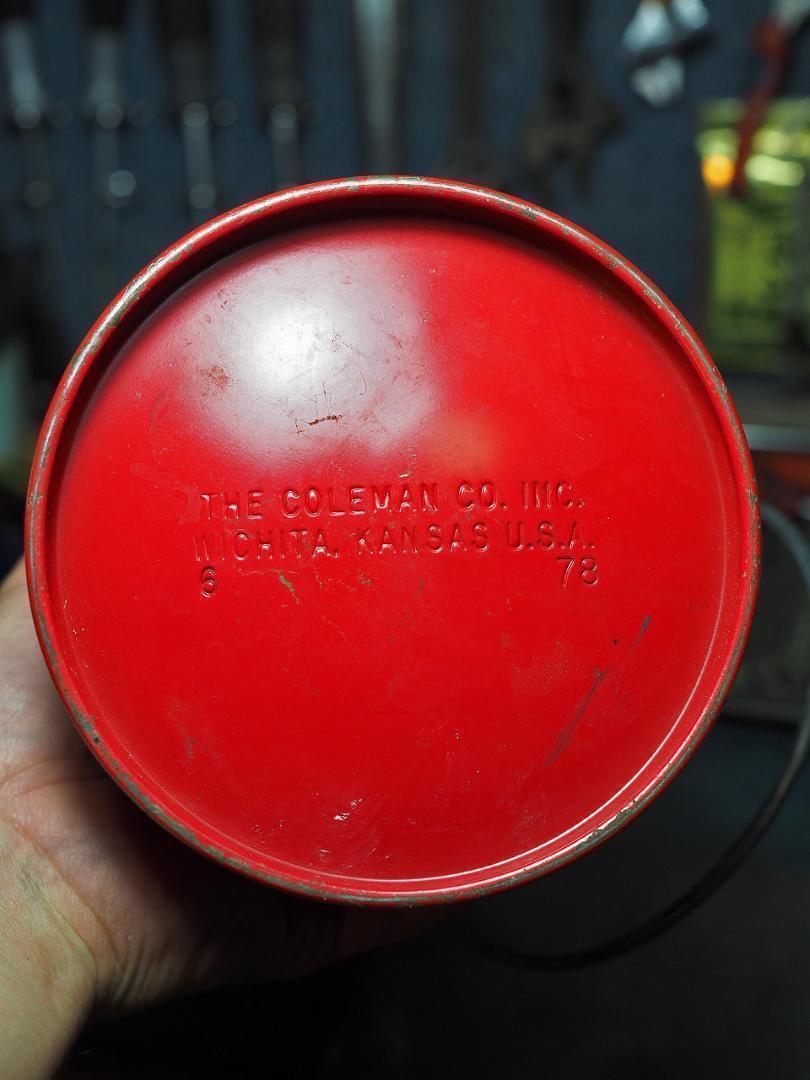 THE COLEMAN CO. INC.
WICHITA, KANSAS U.S.A.
6 78